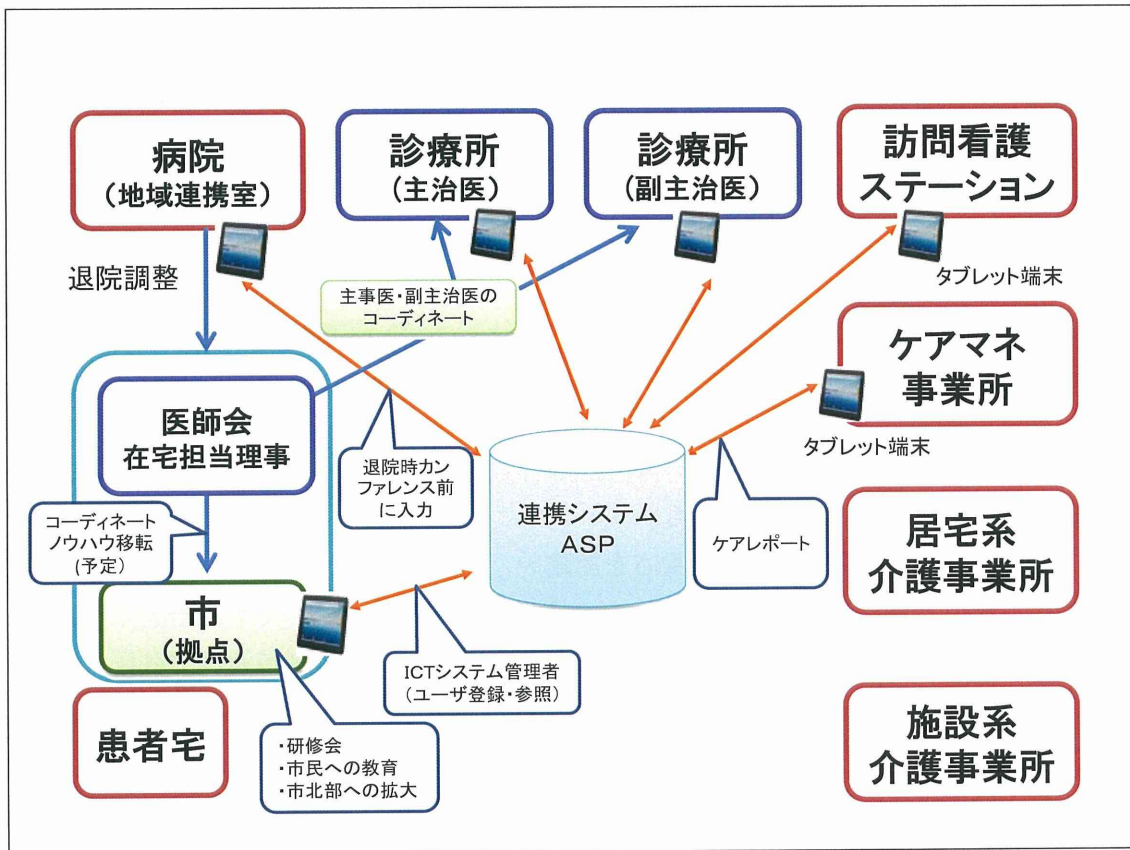 病院
（地域連携室）
診療所
（主治医）
診療所
（副主治医）
訪問看護
ステーション
タブレット端末
退院調整
主事医・副主治医の
コーディネート
ケアマネ
事業所
タブレット端末
医師会
在宅担当理事
退院時カン
ファレンス前
に入力
連携システム
ASP
ケアレポート
コーディネート
ノウハウ移転
(予定)
居宅系
介護事業所
市
（拠点）
ICTシステム管理者
（ユーザ登録・参照）
患者宅
・研修会
・市民への教育
・市北部への拡大
施設系
介護事業所